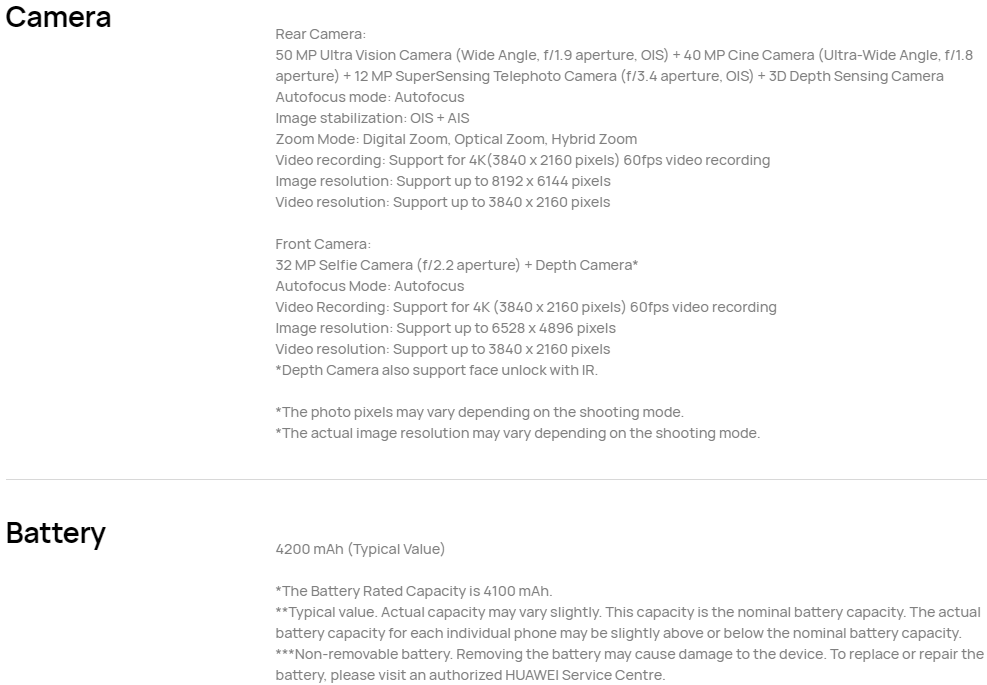 Camera
Rear Camera:
50 MP Ultra Vision Camera (Wide Angle, f/1.9 aperture, OIS) + 40 MP Cine Camera (Ultra-Wide Angle, f/1.8
aperture) + 12 MP SuperSensing Telephoto Camera (f/3.4 aperture, OIS) + 3D Depth Sensing Camera
Autofocus mode: Autofocus
Image stabilization: OIS + AIS
Zoom Mode: Digital Zoom, Optical Zoom, Hybrid Zoom
Video recording: Support for 4K(3840 x 2160 pixels) 60fps video recording
Image resolution: Support up to 8192 x 6144 pixels
Video resolution: Support up to 3840 x 2160 pixels
Front Camera:
32 MP Selfie Camera (f/2.2 aperture) + Depth Camera*
Autofocus Mode: Autofocus
Video Recording: Support for 4K (3840 x 2160 pixels) 60fps video recording
Image resolution: Support up to 6528 x 4896 pixels
Video resolution: Support up to 3840 x 2160 pixels
*Depth Camera also support face unlock with IR.
*The photo pixels may vary depending on the shooting mode.
*The actual image resolution may vary depending on the shooting mode.
Battery
4200 mAh (Typical Value)
*The Battery Rated Capacity is 4100 mAh.
**Typical value. Actual capacity may vary slightly. This capacity is the nominal battery capacity. The actual
battery capacity for each individual phone may be slightly above or below the nominal battery capacity.
***Non-removable battery. Removing the battery may cause damage to the device. To replace or repair the
battery, please visit an authorized HUAWEI Service Centre.